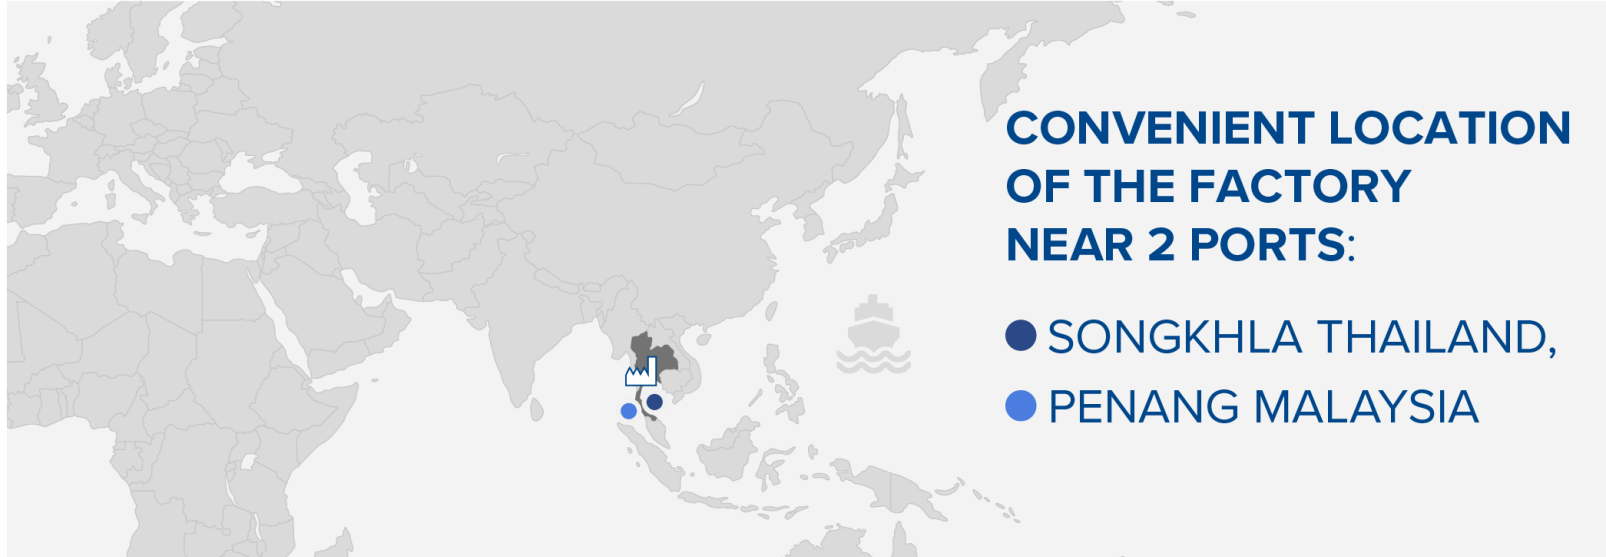 CONVENIENT LOCATION
OF THE FACTORY
NEAR 2 PORTS:
SONGKHLA THAILAND,
PENANG MALAYSIA